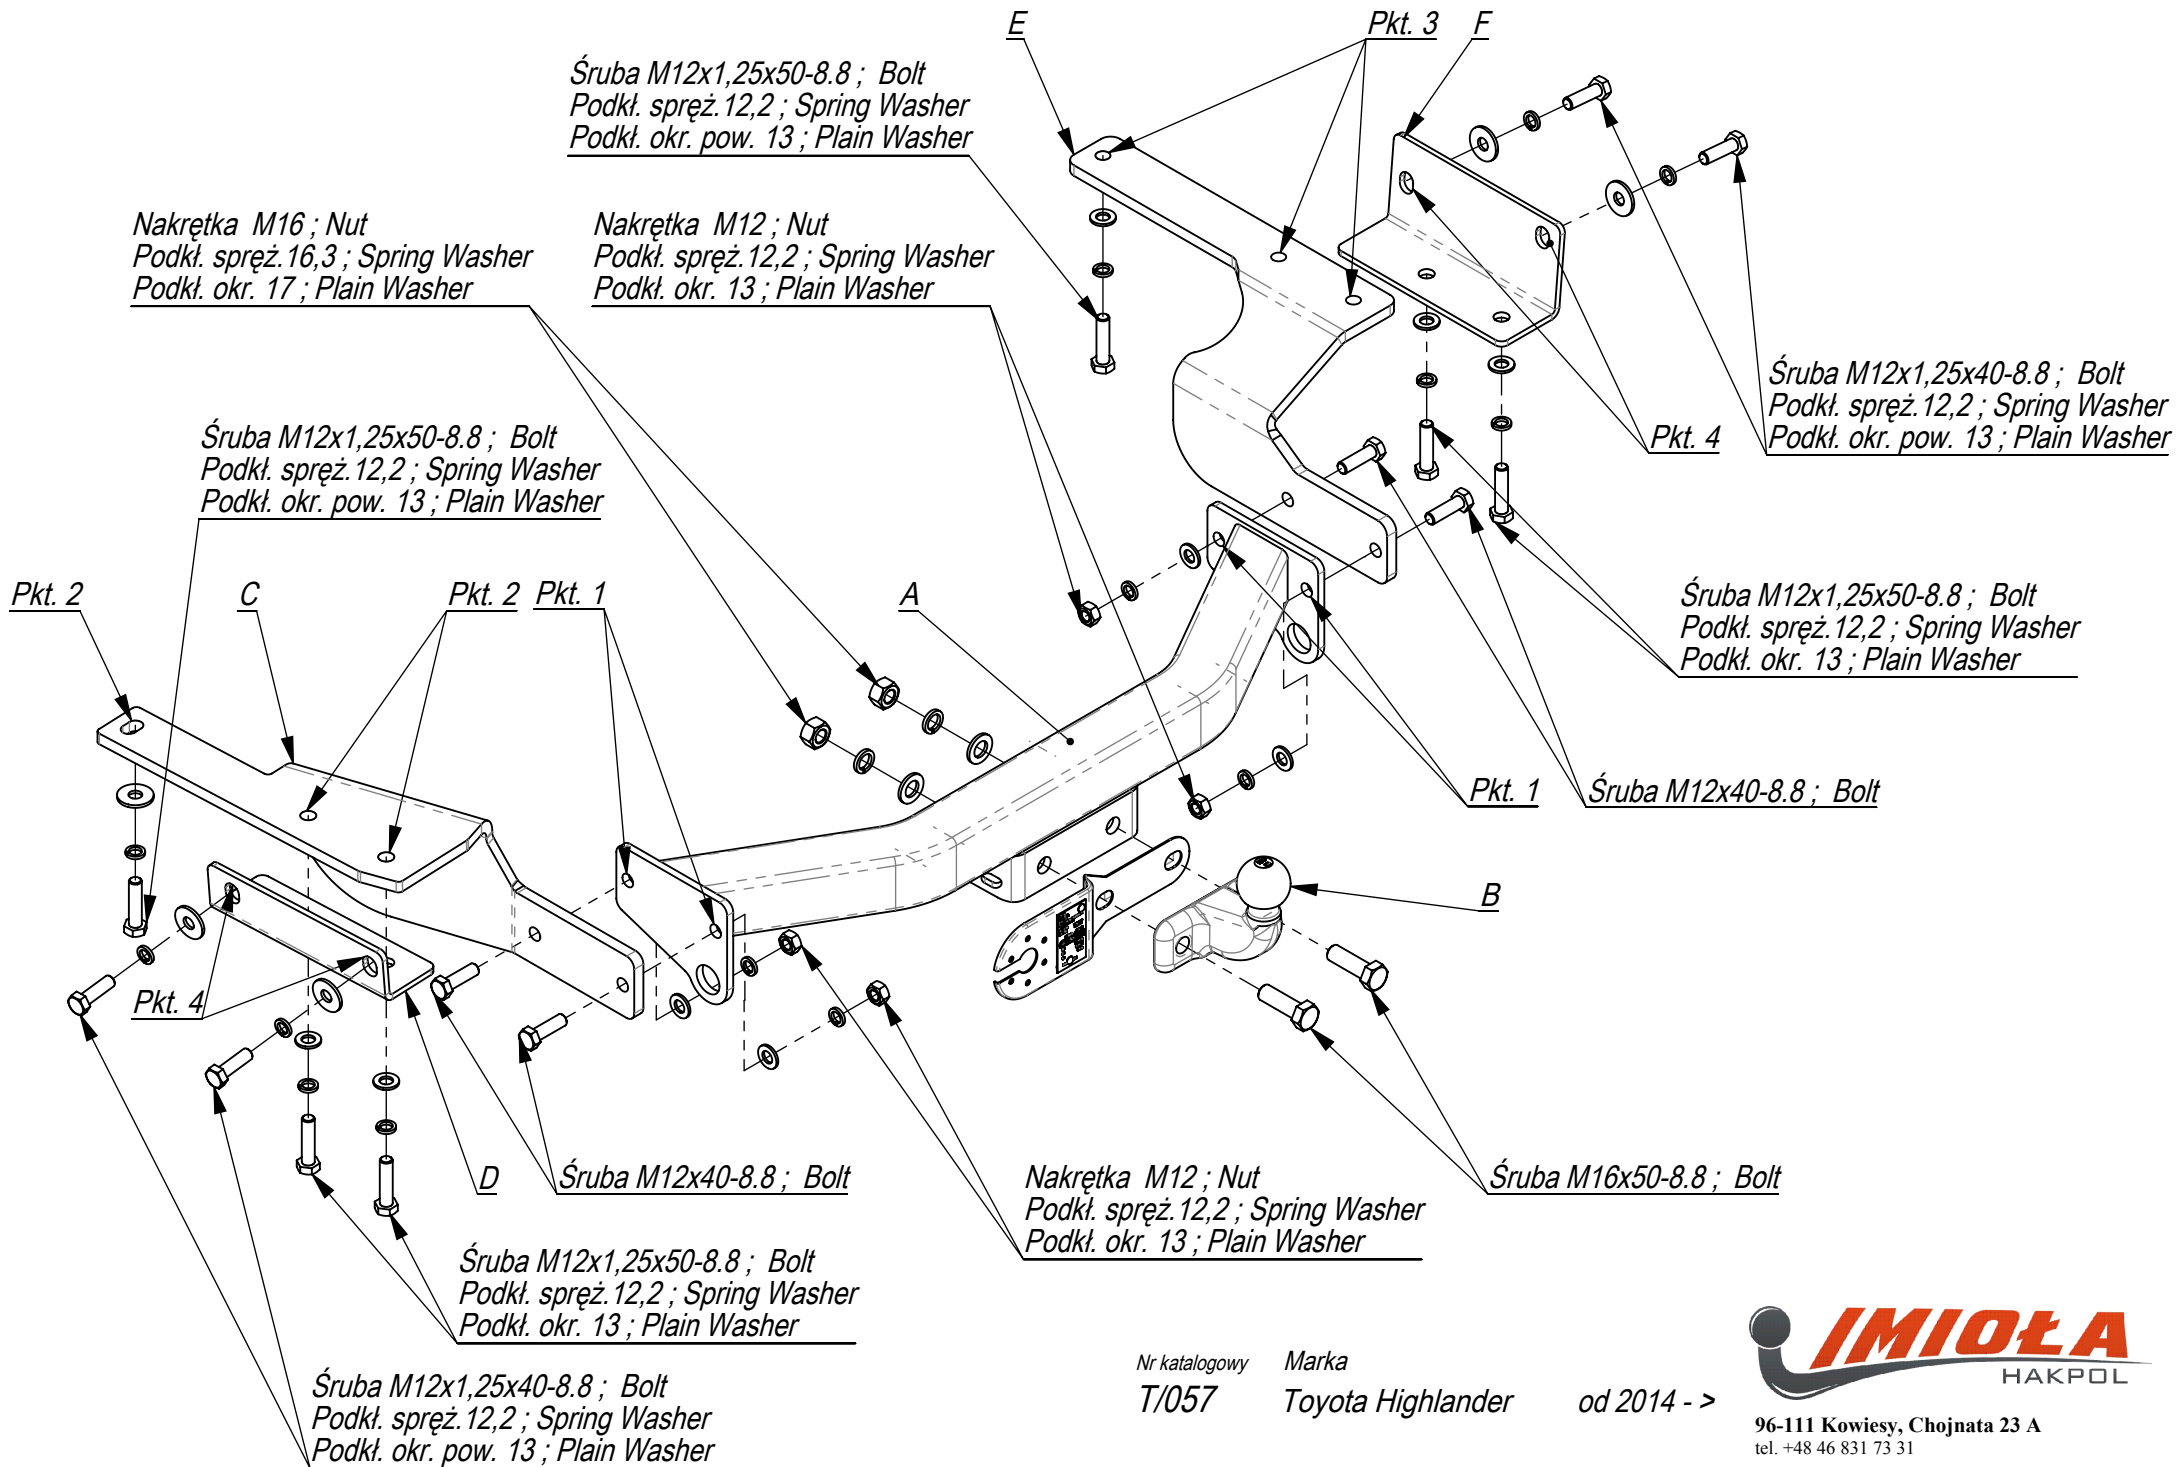 E
Pkt. 3
F
Śruba M12x1,25x50-8.8 ; Bolt
Podkł. spręż.12,2 ; Spring Washer
Podkł. okr. pow. 13 ; Plain Washer
Nakrętka M16 ; Nut
Podkł. spręż.16,3 ; Spring Washer
Podkł. okr. 17 ; Plain Washer
Nakrętka M12 ; Nut
Podkł. spręż.12,2 ; Spring Washer
Podkł. okr. 13 ; Plain Washer
Śruba M12x1,25x40-8.8 ; Bolt
Podkł. spręż.12,2 ; Spring Washer
Podkł. okr. pow. 13 ; Plain Washer
Pkt. 4
Śruba M12x1,25x50-8.8 ; Bolt
Podkł. spręż.12,2 ; Spring Washer
Podkł. okr. pow. 13 ; Plain Washer
Pkt. 2
C
Pkt. 2
Pkt. 1
A
Śruba M12x1,25x50-8.8 ; Bolt
Podkł. spręż.12,2 ; Spring Washer
Podkł. okr. 13 ; Plain Washer
Pkt. 1
Śruba M12x40-8.8 ; Bolt
B
Pkt. 4
D
Śruba M12x40-8.8 ; Bolt
Nakrętka M12 ; Nut
Podkł. spręż.12,2 ; Spring Washer
Podkł. okr. 13 ; Plain Washer
Śruba M16x50-8.8 ; Bolt
Śruba M12x1,25x50-8.8 ; Bolt
Podkł. spręż.12,2 ; Spring Washer
Podkł. okr. 13 ; Plain Washer
Śruba M12x1,25x40-8.8 ; Bolt
Podkł. spręż.12,2 ; Spring Washer
Podkł. okr. pow. 13 ; Plain Washer
Nr katalogowy Marka
T/057 Toyota Highlander od 2014 - >
IMIOŁA
HAKPOL
96-111 Kowiesy, Chojnata 23 A
tel. +48 46 831 73 31